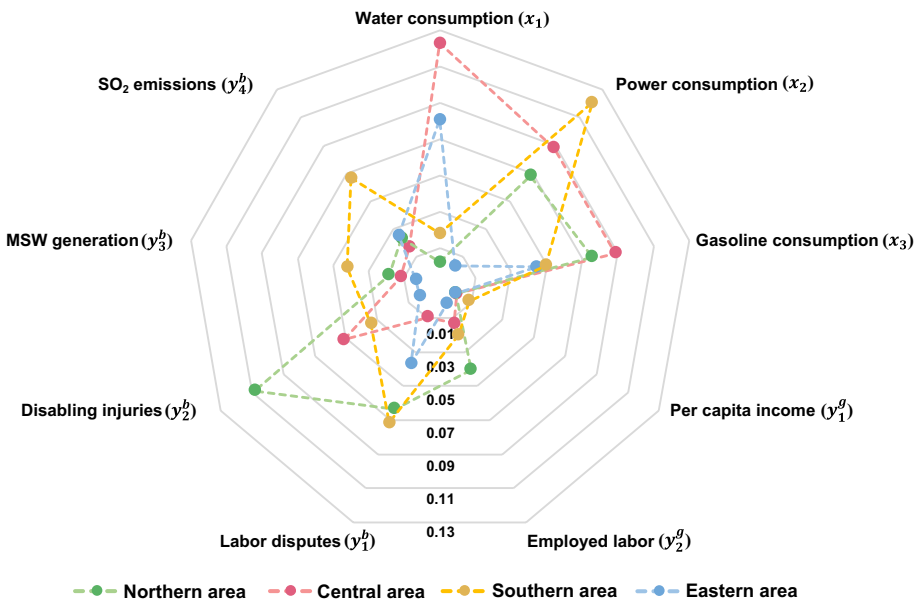 Water consumption (x₁)
SO₂ emissions (y₄ᵇ)
Power consumption (x₂)
MSW generation (y₃ᵇ)
Gasoline consumption (x₃)
0.01
0.03
0.05
Disabling injuries (y₂ᵇ)
Per capita income (y₁ᵍ)
0.07
0.09
0.11
0.13
Labor disputes (y₁ᵇ)
Employed labor (y₂ᵍ)
Northern area
Central area
Southern area
Eastern area